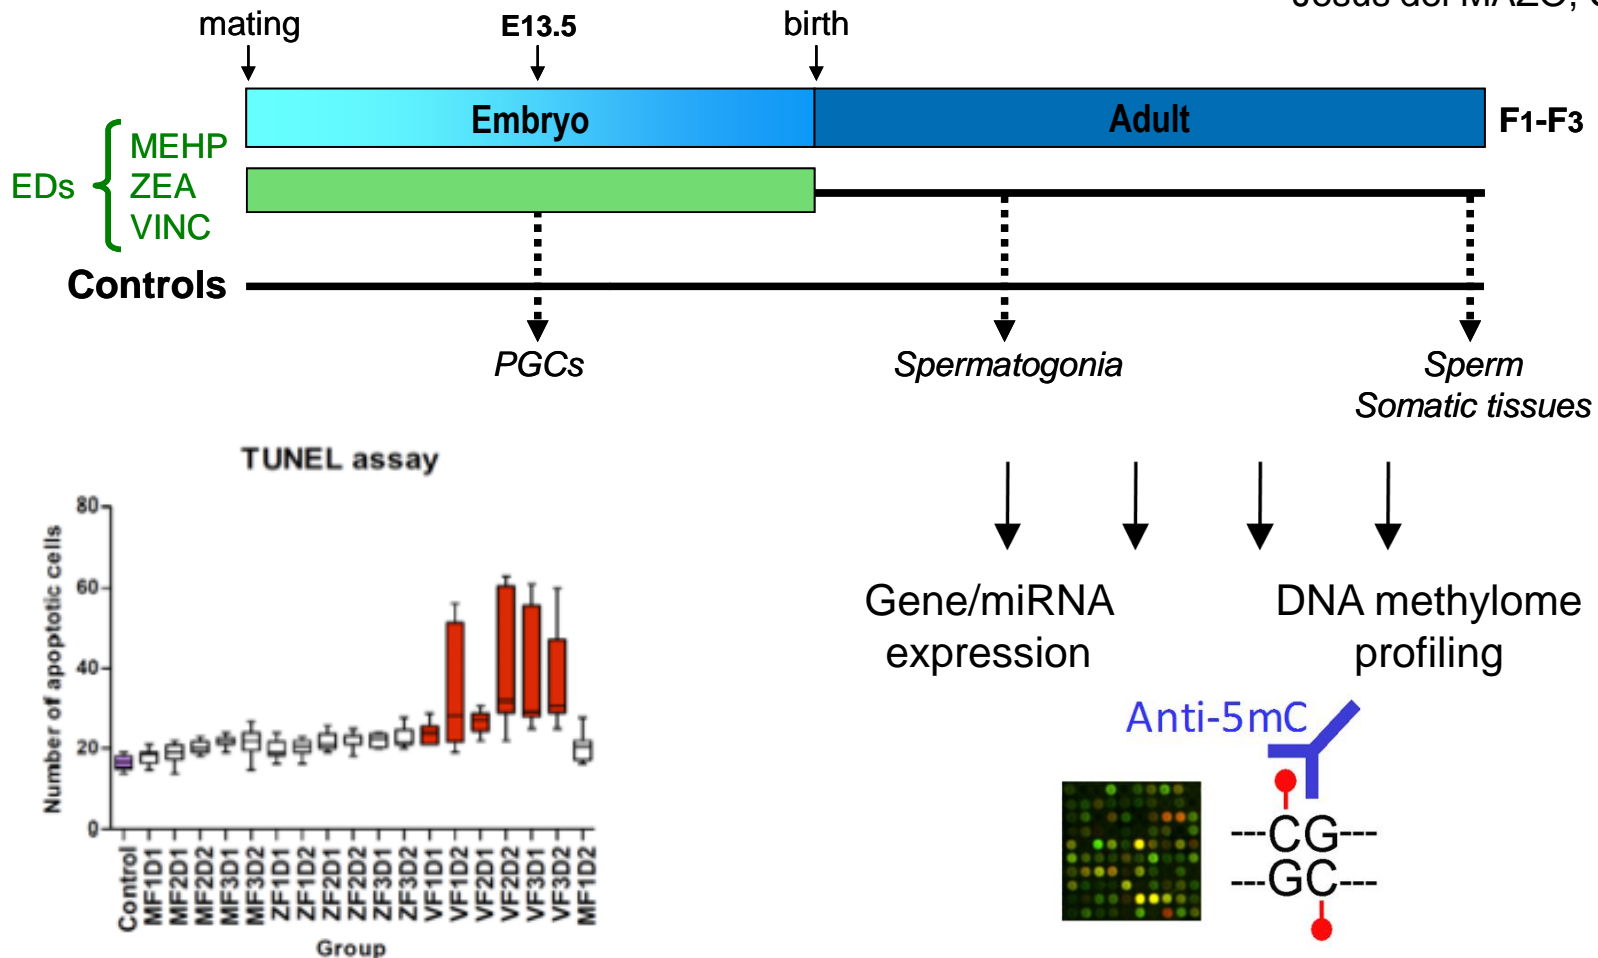 mating
E13.5
birth
Embryo
Adult
F1-F3
EDs
MEHP
ZEA
VINC
Controls
PGCs
Spermatogonia
Sperm
Somatic tissues
TUNEL assay
Number of apoptotic cells
80
60
40
20
0
Control
MF1D1
MF2D1
MF2D2
MF3D1
MF3D2
ZF1D1
ZF1D2
ZF2D1
ZF2D2
ZF3D1
ZF3D2
VF1D1
VF1D2
VF2D1
VF2D2
VF3D1
VF3D2
MF1D2
Group
Gene/miRNA
expression
DNA methylome
profiling
Anti-5mC
---CG---
---GC---